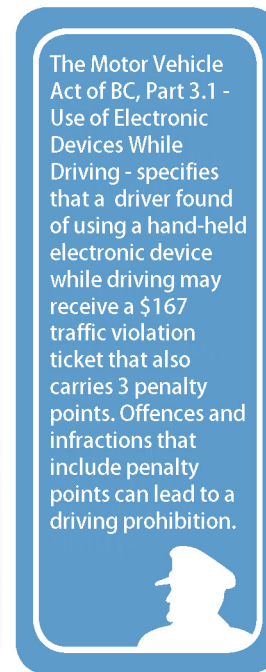 The Motor Vehicle
Act of BC, Part 3.1 -
Use of Electronic
Devices While
Driving - specifies
that a  driver found
of using a hand-held
electronic device
while driving may
receive a $167
traffic violation
ticket that also
carries 3 penalty
points. Offences and
infractions that
include penalty
points can lead to a
driving prohibition.